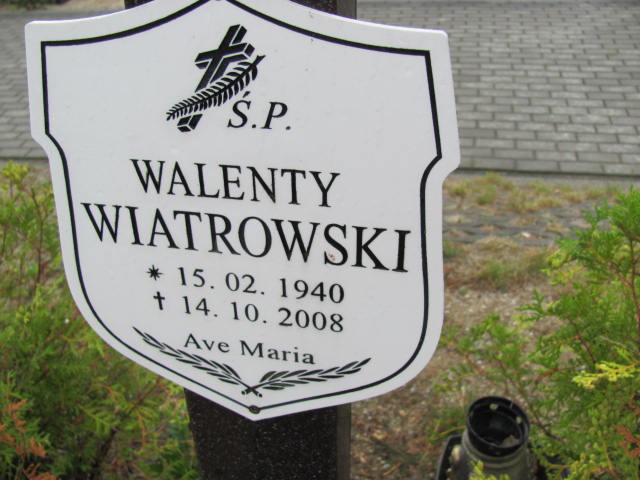 Ś.P.
WALENTY
WIATROWSKI
* 15. 02. 1940
† 14. 10. 2008
Ave Maria